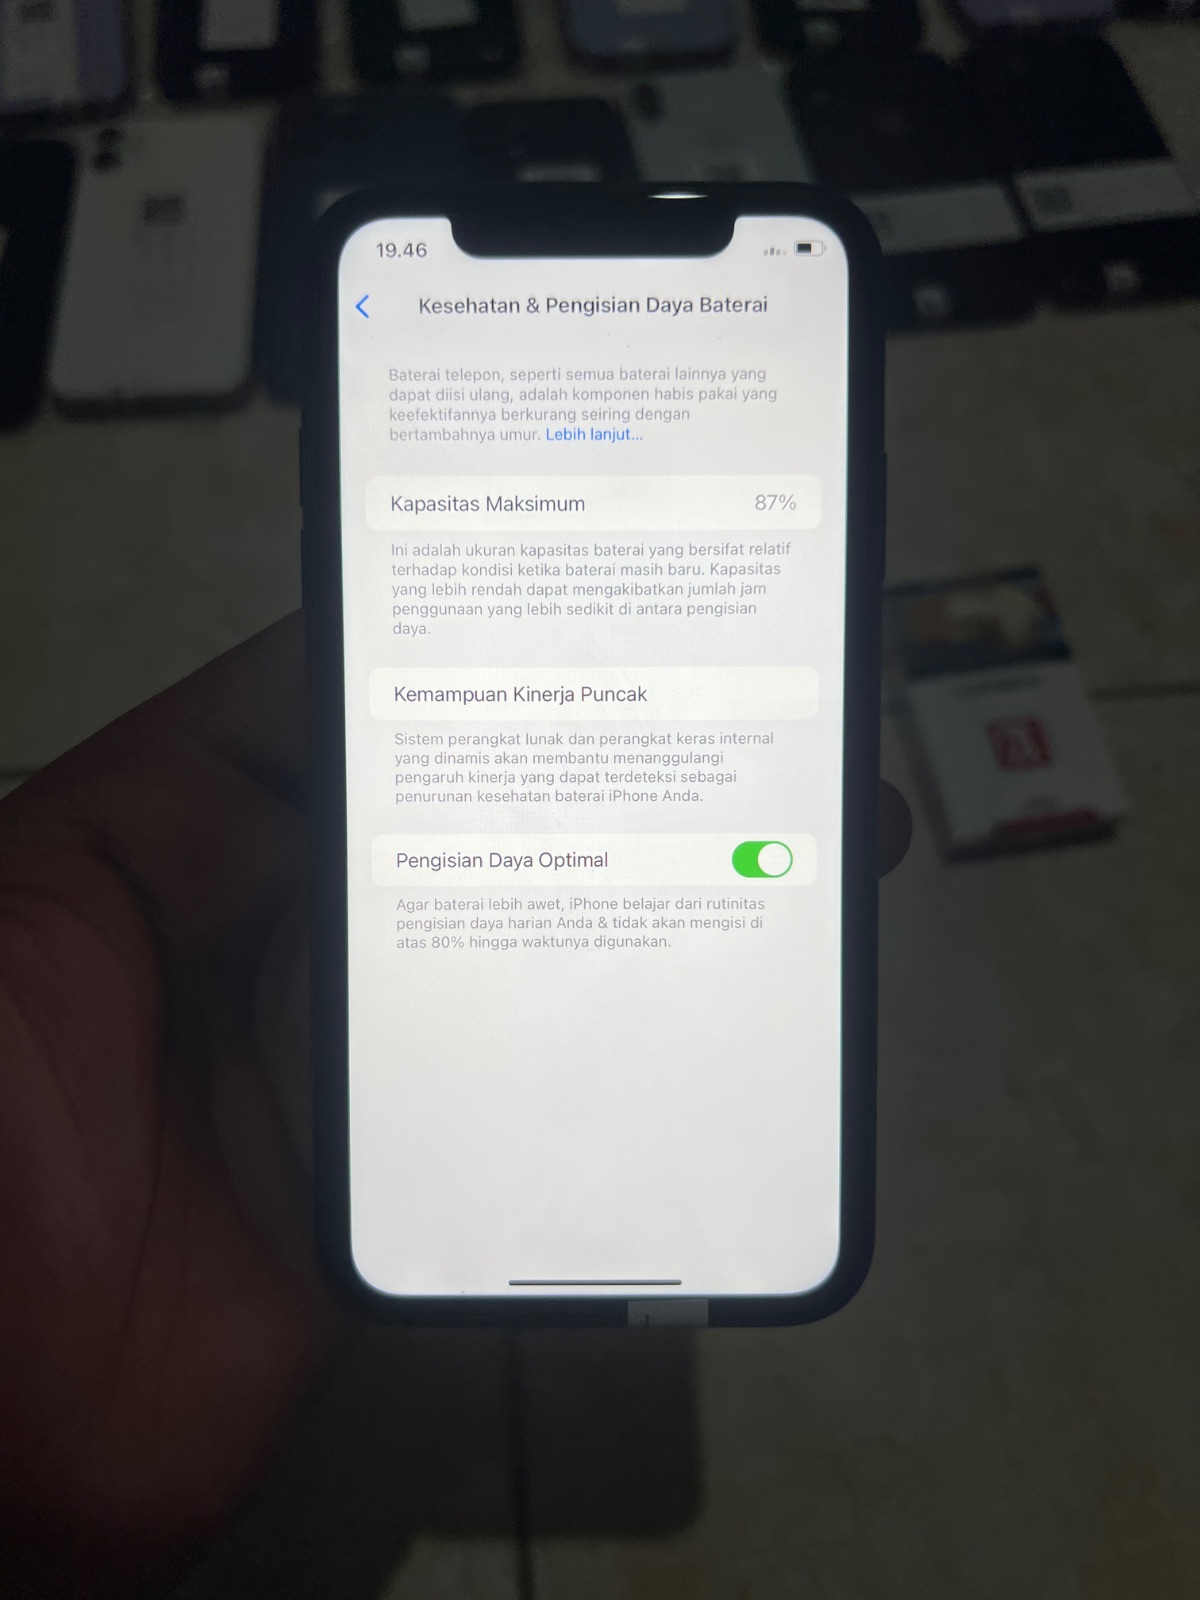 19.46
Kesehatan & Pengisian Daya Baterai
Baterai telepon, seperti semua baterai lainnya yang
dapat diisi ulang, adalah komponen habis pakai yang
keefektifannya berkurang seiring dengan
bertambahnya umur. Lebih lanjut...
Kapasitas Maksimum 87%
Ini adalah ukuran kapasitas baterai yang bersifat relatif
terhadap kondisi ketika baterai masih baru. Kapasitas
yang lebih rendah dapat mengakibatkan jumlah jam
penggunaan yang lebih sedikit di antara pengisian
daya.
Kemampuan Kinerja Puncak
Sistem perangkat lunak dan perangkat keras internal
yang dinamis akan membantu menanggulangi
pengaruh kinerja yang dapat terdeteksi sebagai
penurunan kesehatan baterai iPhone Anda.
Pengisian Daya Optimal
Agar baterai lebih awet, iPhone belajar dari rutinitas
pengisian daya harian Anda & tidak akan mengisi di
atas 80% hingga waktunya digunakan.